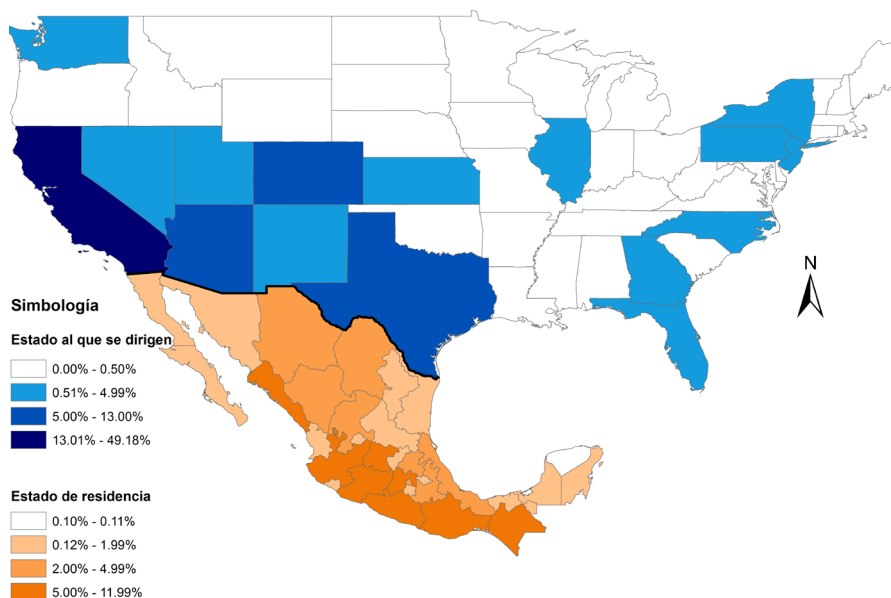 N
Simbología
Estado al que se dirigen
0.00% - 0.50%
0.51% - 4.99%
5.00% - 13.00%
13.01% - 49.18%
Estado de residencia
0.10% - 0.11%
0.12% - 1.99%
2.00% - 4.99%
5.00% - 11.99%